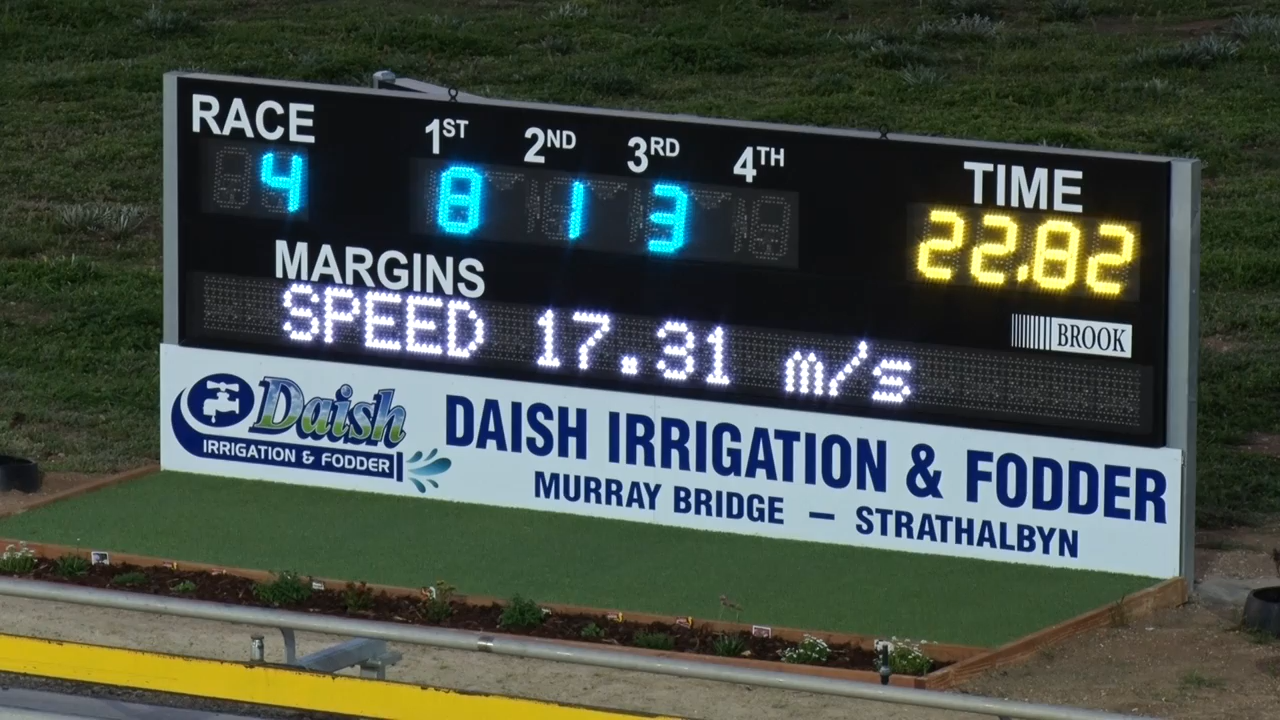 RACE 1ST 2ND 3RD 4TH TIME
4 8 1 3 22.82
MARGINS
SPEED 17.31 m/s
BROOK
Daish
IRRIGATION & FODDER
DAISH IRRIGATION & FODDER
MURRAY BRIDGE – STRATHALBYN